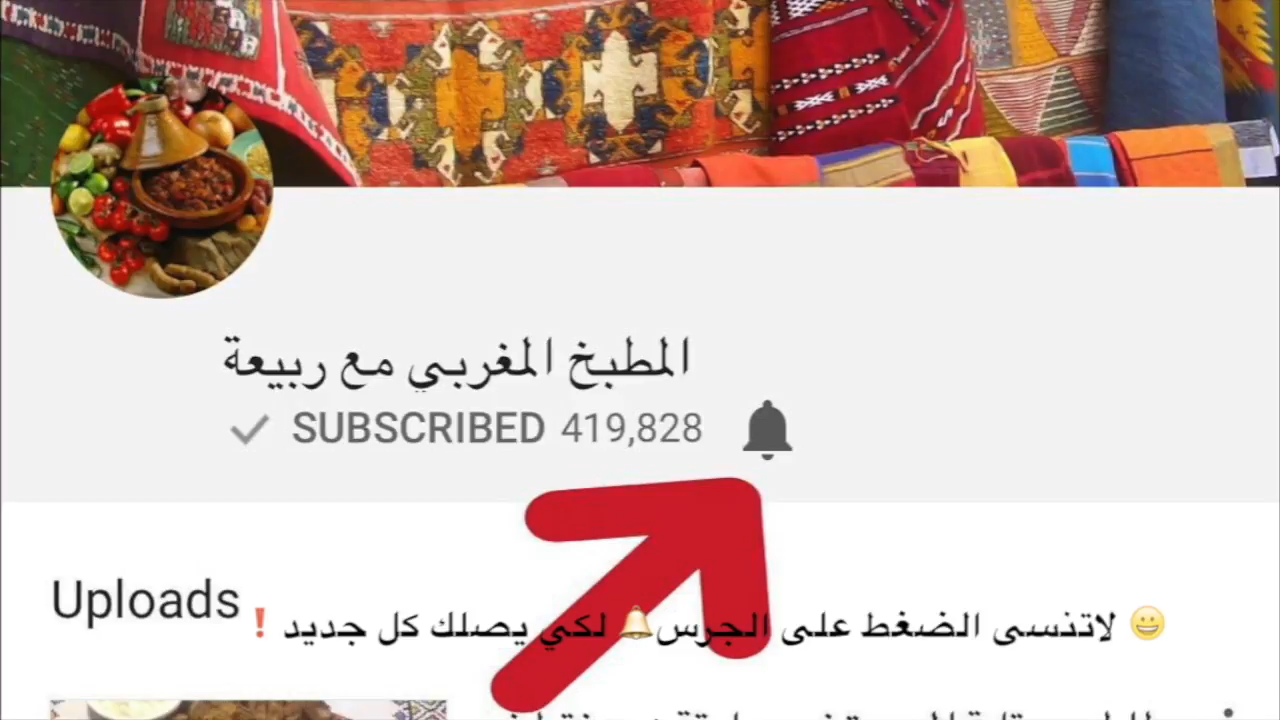 المطبخ المغربي مع ربيعة
SUBSCRIBED 419,828
Uploads
😀 لاتنسى الضغط على الجرس🔔 لكي يصلك كل جديد❗